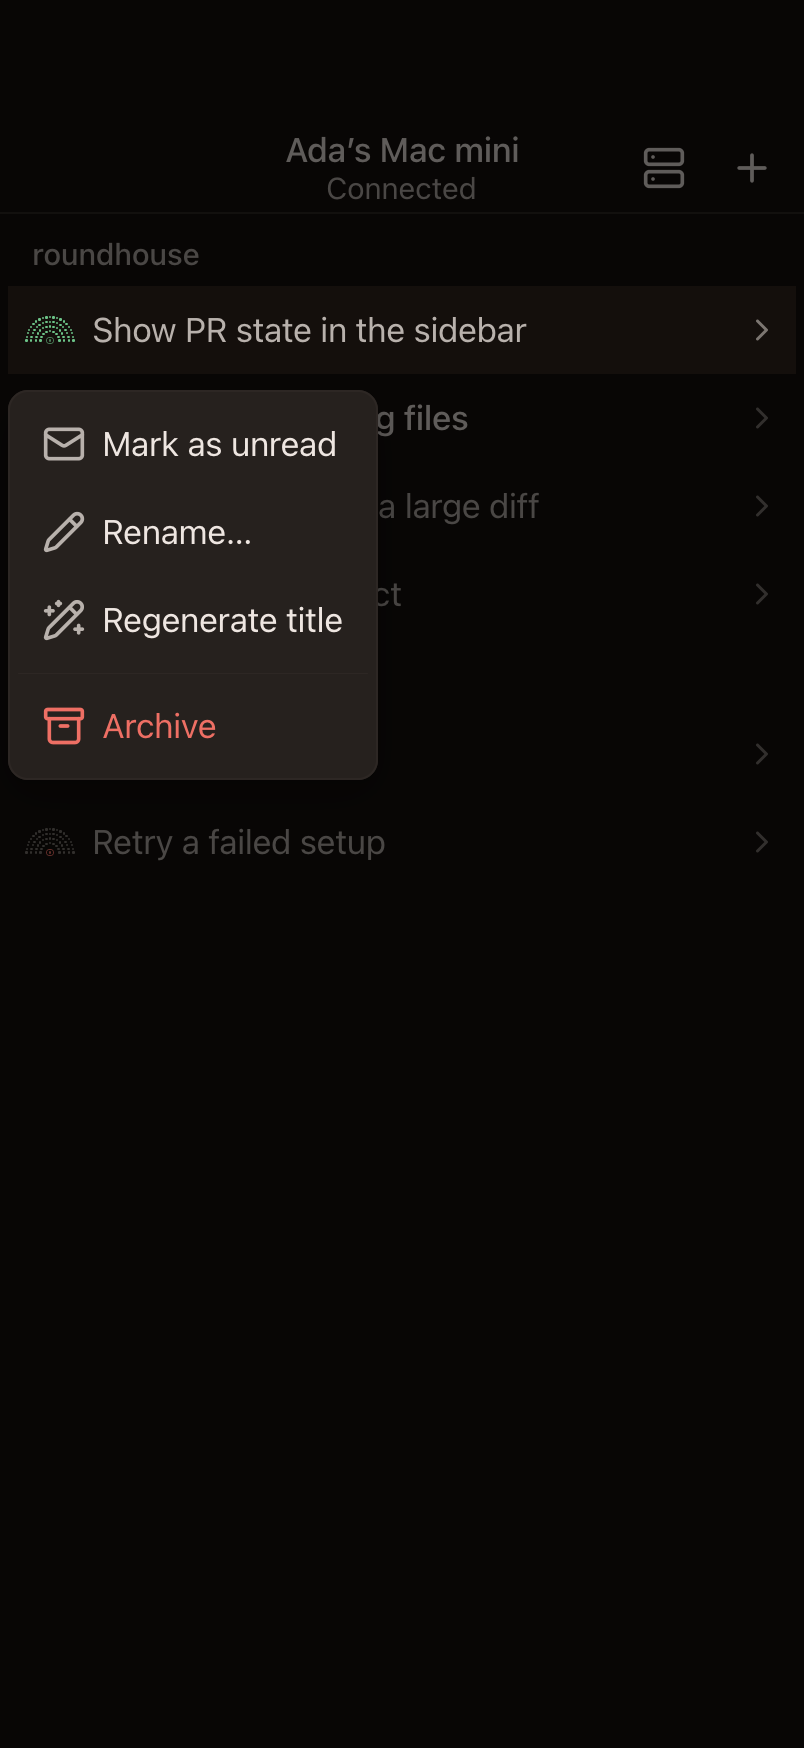 Ada’s Mac mini
Connected
roundhouse
Show PR state in the sidebar
files
Mark as unread
a large diff
Rename...
Regenerate title
Archive
Retry a failed setup